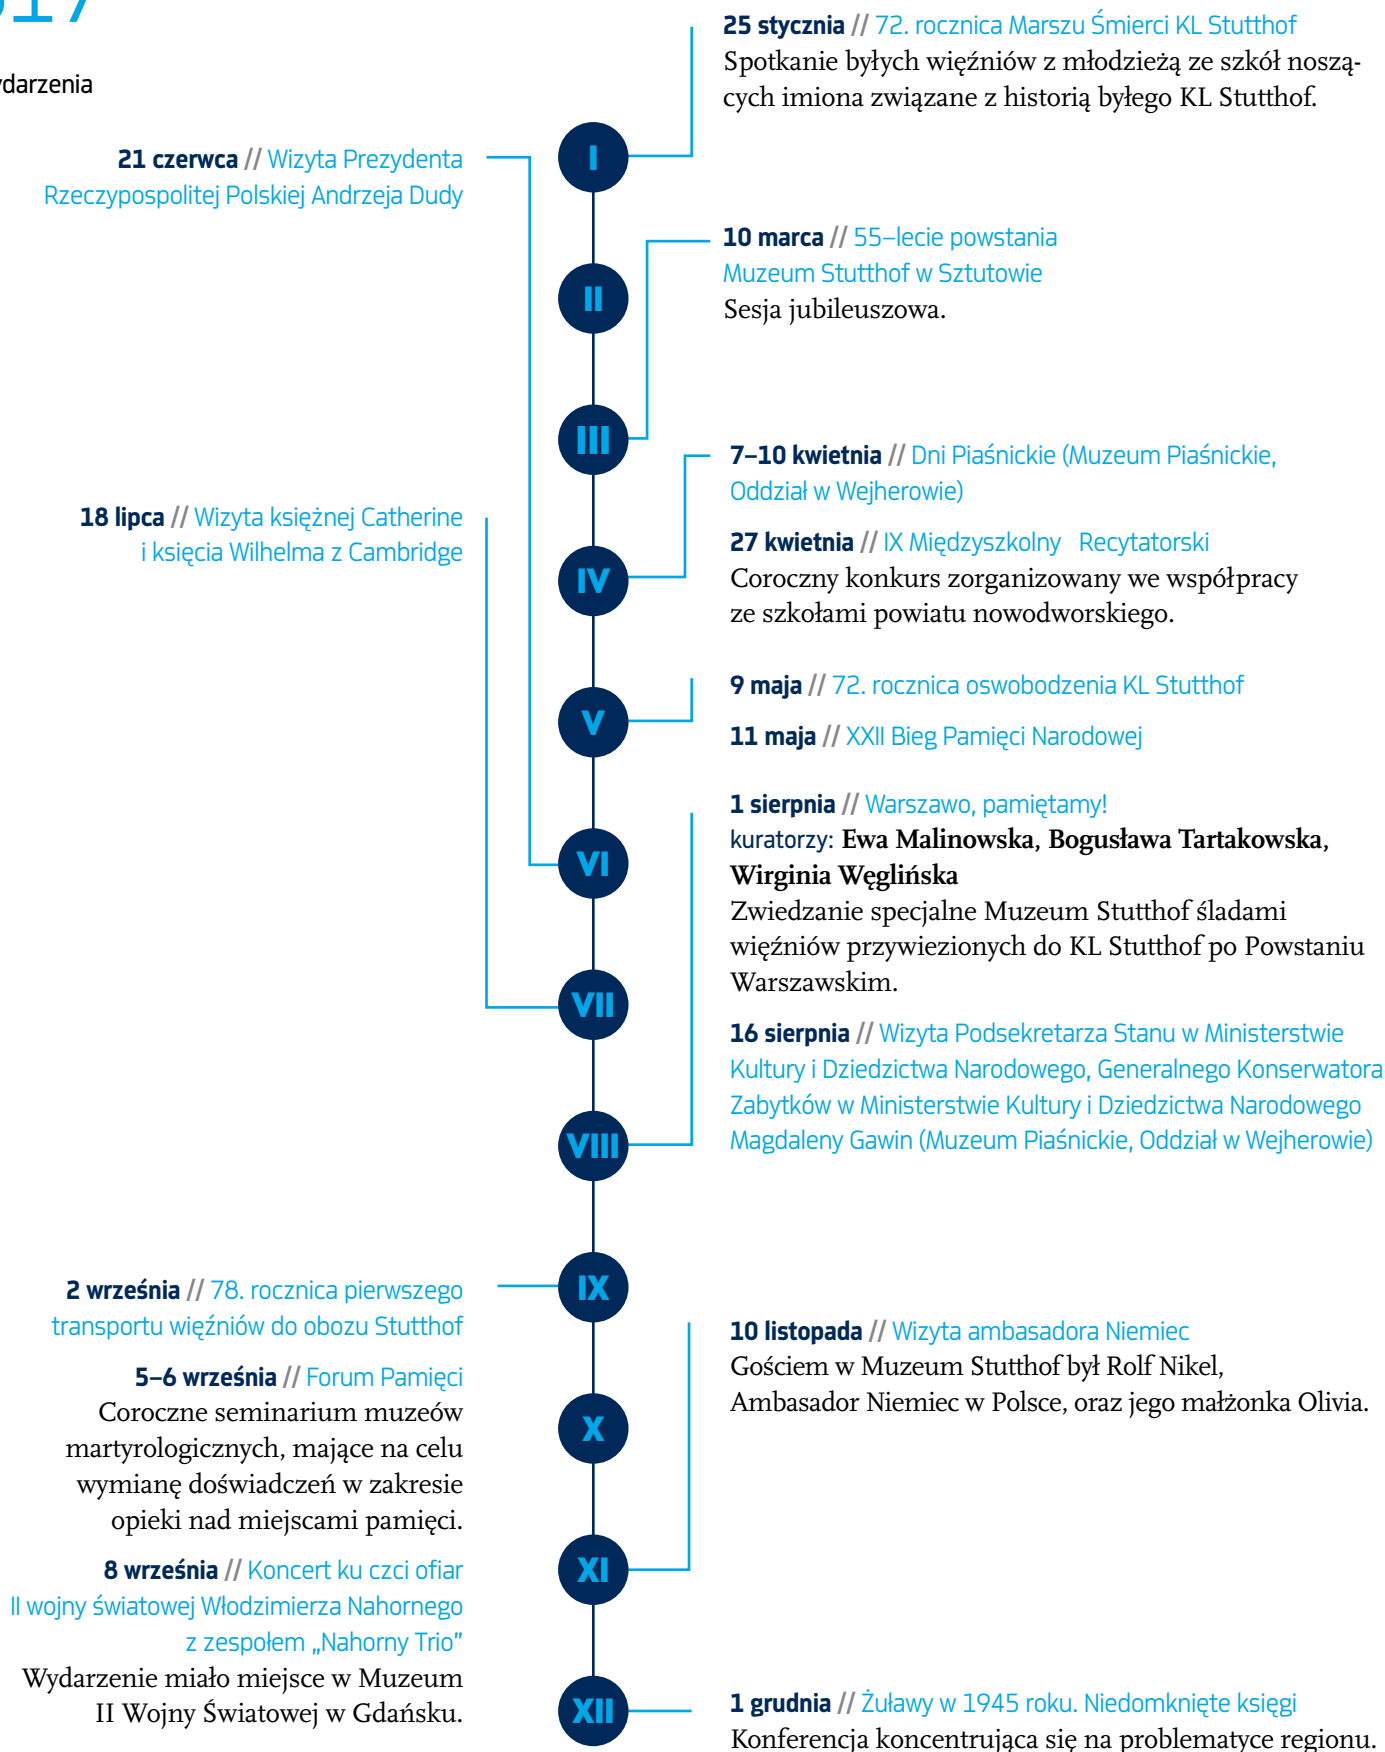 25 stycznia // 72. rocznica Marszu Śmierci KL Stutthof
Spotkanie byłych więźniów z młodzieżą ze szkół noszą-
cych imiona związane z historią byłego KL Stutthof.
21 czerwca // Wizyta Prezydenta
Rzeczypospolitej Polskiej Andrzeja Dudy
I
10 marca // 55–lecie powstania
Muzeum Stutthof w Sztutowie
Sesja jubileuszowa.
II
III
7–10 kwietnia // Dni Piaśnickie (Muzeum Piaśnickie,
Oddział w Wejherowie)
18 lipca // Wizyta księżnej Catherine
i księcia Wilhelma z Cambridge
27 kwietnia // IX Międzyszkolny Recytatorski
Coroczny konkurs zorganizowany we współpracy
ze szkołami powiatu nowodworskiego.
IV
9 maja // 72. rocznica oswobodzenia KL Stutthof
11 maja // XXII Bieg Pamięci Narodowej
V
1 sierpnia // Warszawo, pamiętamy!
kuratorzy: Ewa Malinowska, Bogusława Tartakowska,
Wirginia Węglińska
Zwiedzanie specjalne Muzeum Stutthof śladami
więźniów przywiezionych do KL Stutthof po Powstaniu
Warszawskim.
VI
VII
16 sierpnia // Wizyta Podsekretarza Stanu w Ministerstwie
Kultury i Dziedzictwa Narodowego, Generalnego Konserwatora
Zabytków w Ministerstwie Kultury i Dziedzictwa Narodowego
Magdaleny Gawin (Muzeum Piaśnickie, Oddział w Wejherowie)
VIII
2 września // 78. rocznica pierwszego
transportu więźniów do obozu Stutthof
IX
5–6 września // Forum Pamięci
Coroczne seminarium muzeów
martyrologicznych, mające na celu
wymianę doświadczeń w zakresie
opieki nad miejscami pamięci.
10 listopada // Wizyta ambasadora Niemiec
Gościem w Muzeum Stutthof był Rolf Nikel,
Ambasador Niemiec w Polsce, oraz jego małżonka Olivia.
X
8 września // Koncert ku czci ofiar
II wojny światowej Włodzimierza Nahornego
z zespołem „Nahorny Trio”
Wydarzenie miało miejsce w Muzeum
II Wojny Światowej w Gdańsku.
XI
XII
1 grudnia // Żuławy w 1945 roku. Niedomknięte księgi
Konferencja koncentrująca się na problematyce regionu.